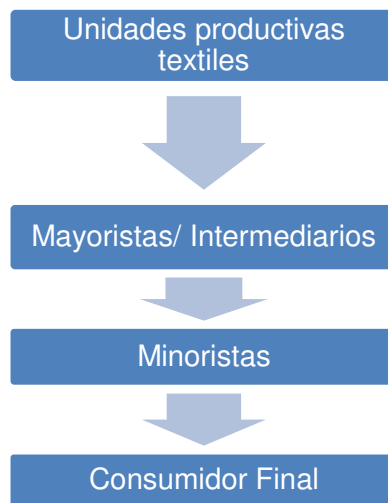 Unidades productivas
textiles
Mayoristas/ Intermediarios
Minoristas
Consumidor Final